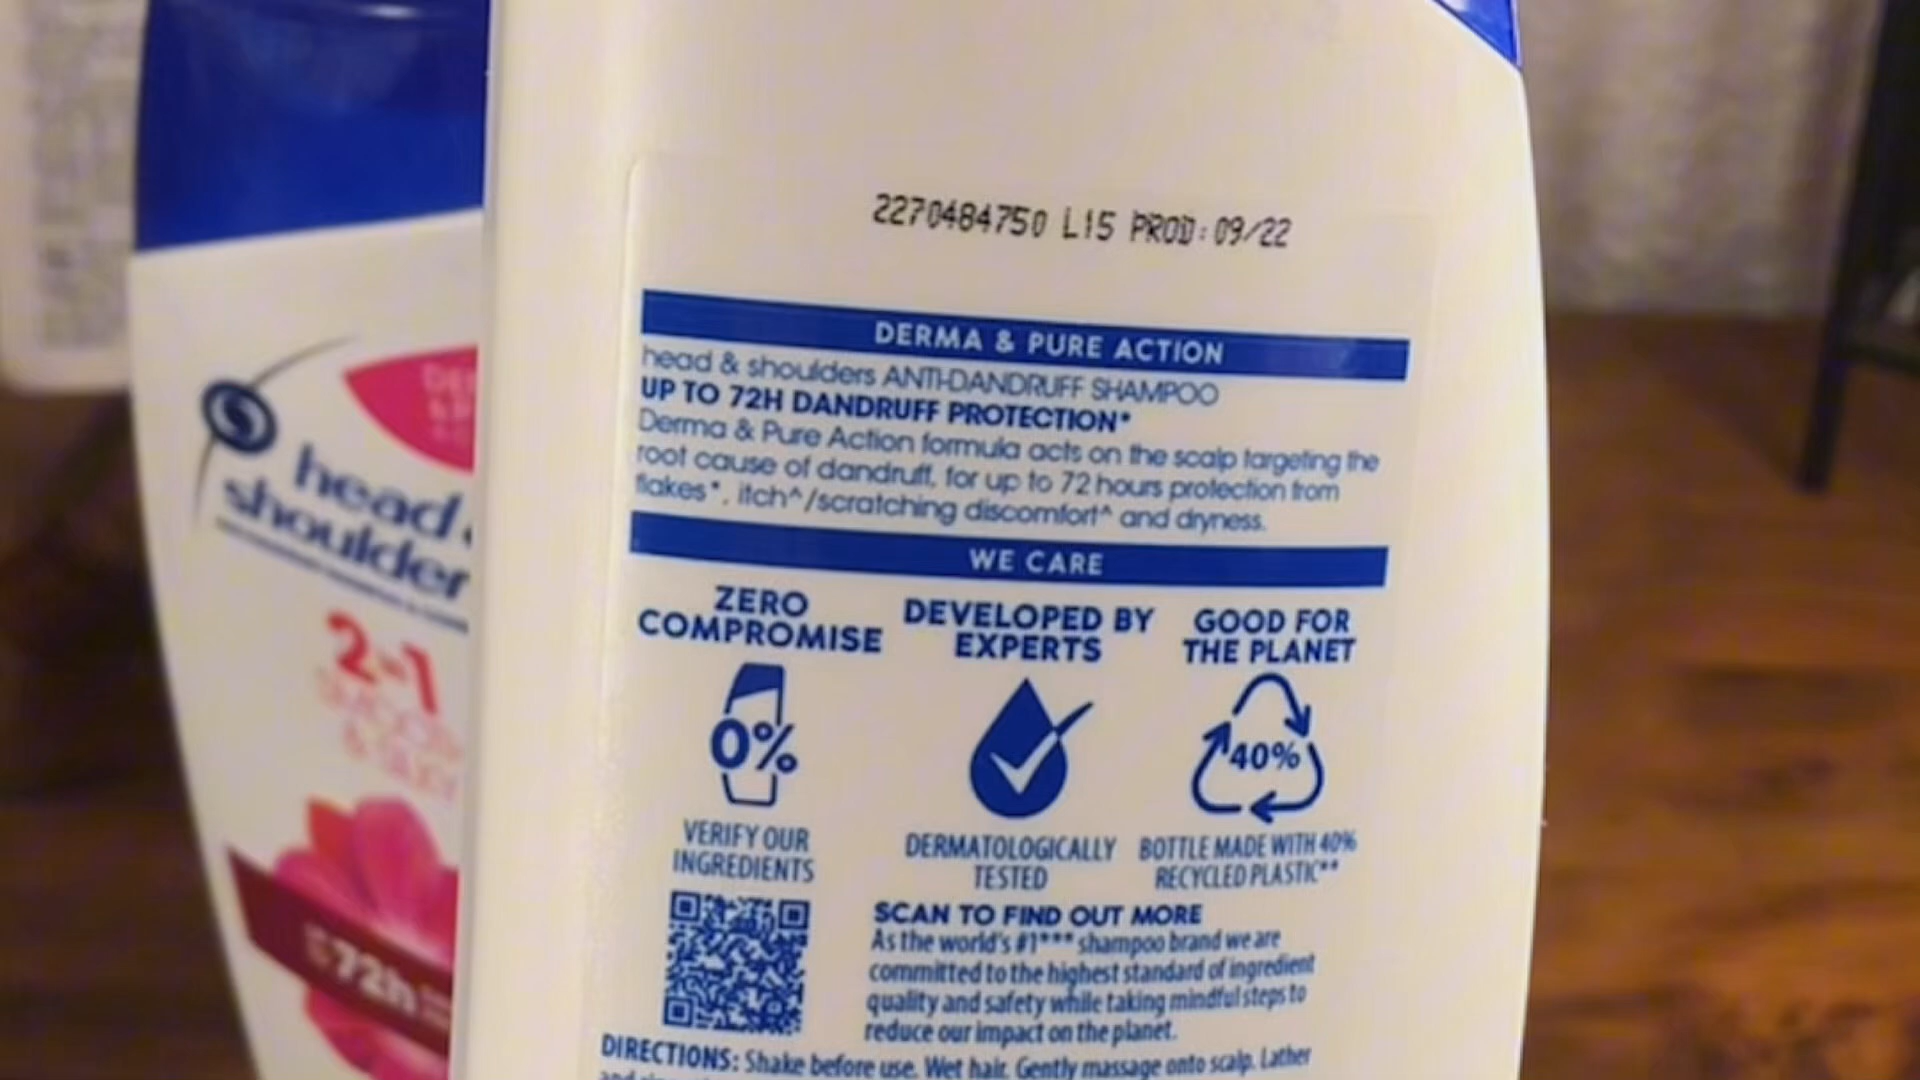 2270484750 L15 PROD: 09/22
DERMA & PURE ACTION
head & shoulders ANTI-DANDRUFF SHAMPOO
UP TO 72H DANDRUFF PROTECTION*
Derma & Pure Action formula acts on the scalp targeting the
root cause of dandruff, for up to 72 hours protection from
flakes*, itch^/scratching discomfort^ and dryness.
WE CARE
ZERO
COMPROMISE
0%
VERIFY OUR
INGREDIENTS
DEVELOPED BY
EXPERTS
DERMATOLOGICALLY
TESTED
GOOD FOR
THE PLANET
40%
BOTTLE MADE WITH 40%
RECYCLED PLASTIC**
SCAN TO FIND OUT MORE
As the world's #1*** shampoo brand we are
committed to the highest standard of ingredient
quality and safety while taking mindful steps to
reduce our impact on the planet.
DIRECTIONS: Shake before use. Wet hair. Gently massage onto scalp. Lather
head
shoulder
2-1
72h